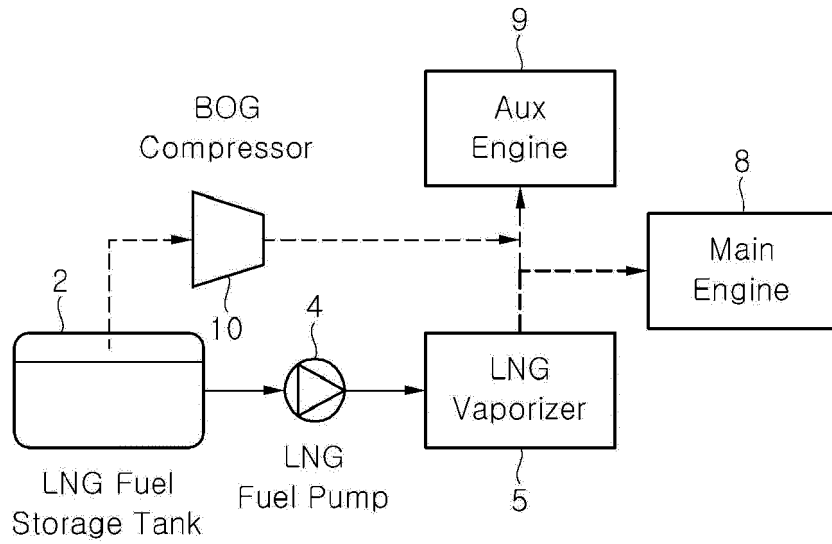 9
Aux
Engine
BOG
Compressor
8
Main
Engine
10
2
4
LNG
Vaporizer
5
LNG
Fuel Pump
LNG Fuel
Storage Tank